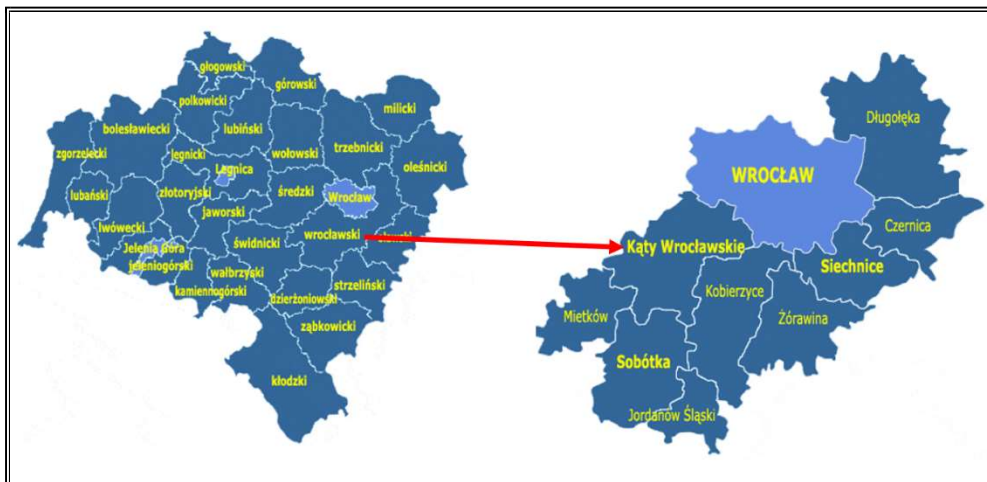 głogowski
górowski
polkowicki
milicki
bolesławiecki
lubiński
trzebnicki
zgorzelecki
legnicki
wołowski
oleśnicki
Legnica
lubański
złotoryjski
średzki
Wrocław
jaworski
lwówecki
wrocławski
świdnicki
Jelenia Góra
jeleniogórski
wałbrzyski
kamiennogórski
strzeliński
dzierżoniowski
ząbkowicki
kłodzki
Długołęka
WROCŁAW
Czernica
Kąty Wrocławskie
Siechnice
Kobierzyce
Mietków
Żórawina
Sobótka
Jordanów Śląski